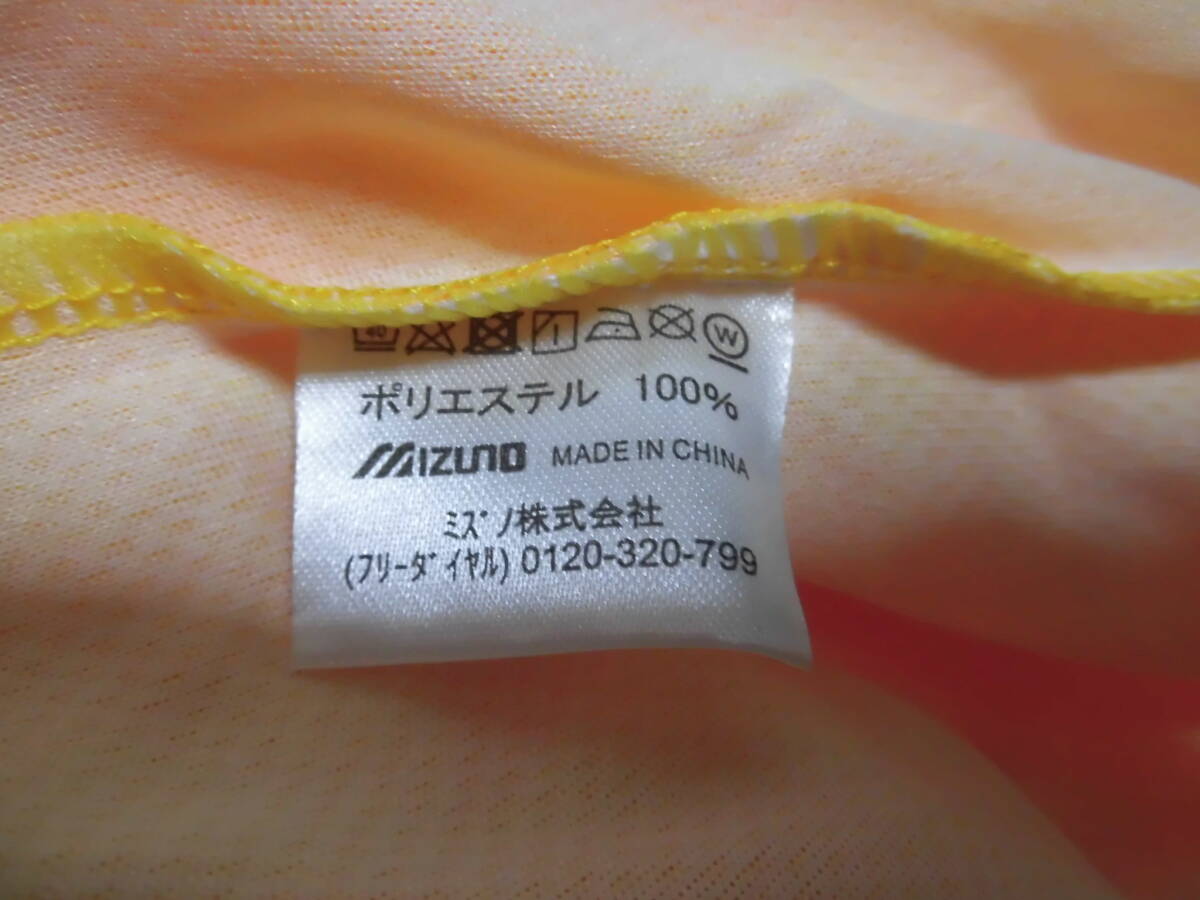 40 W
ポリエステル 100%
MIZUNO MADE IN CHINA
ミズノ株式会社
(フリーダイヤル) 0120-320-799